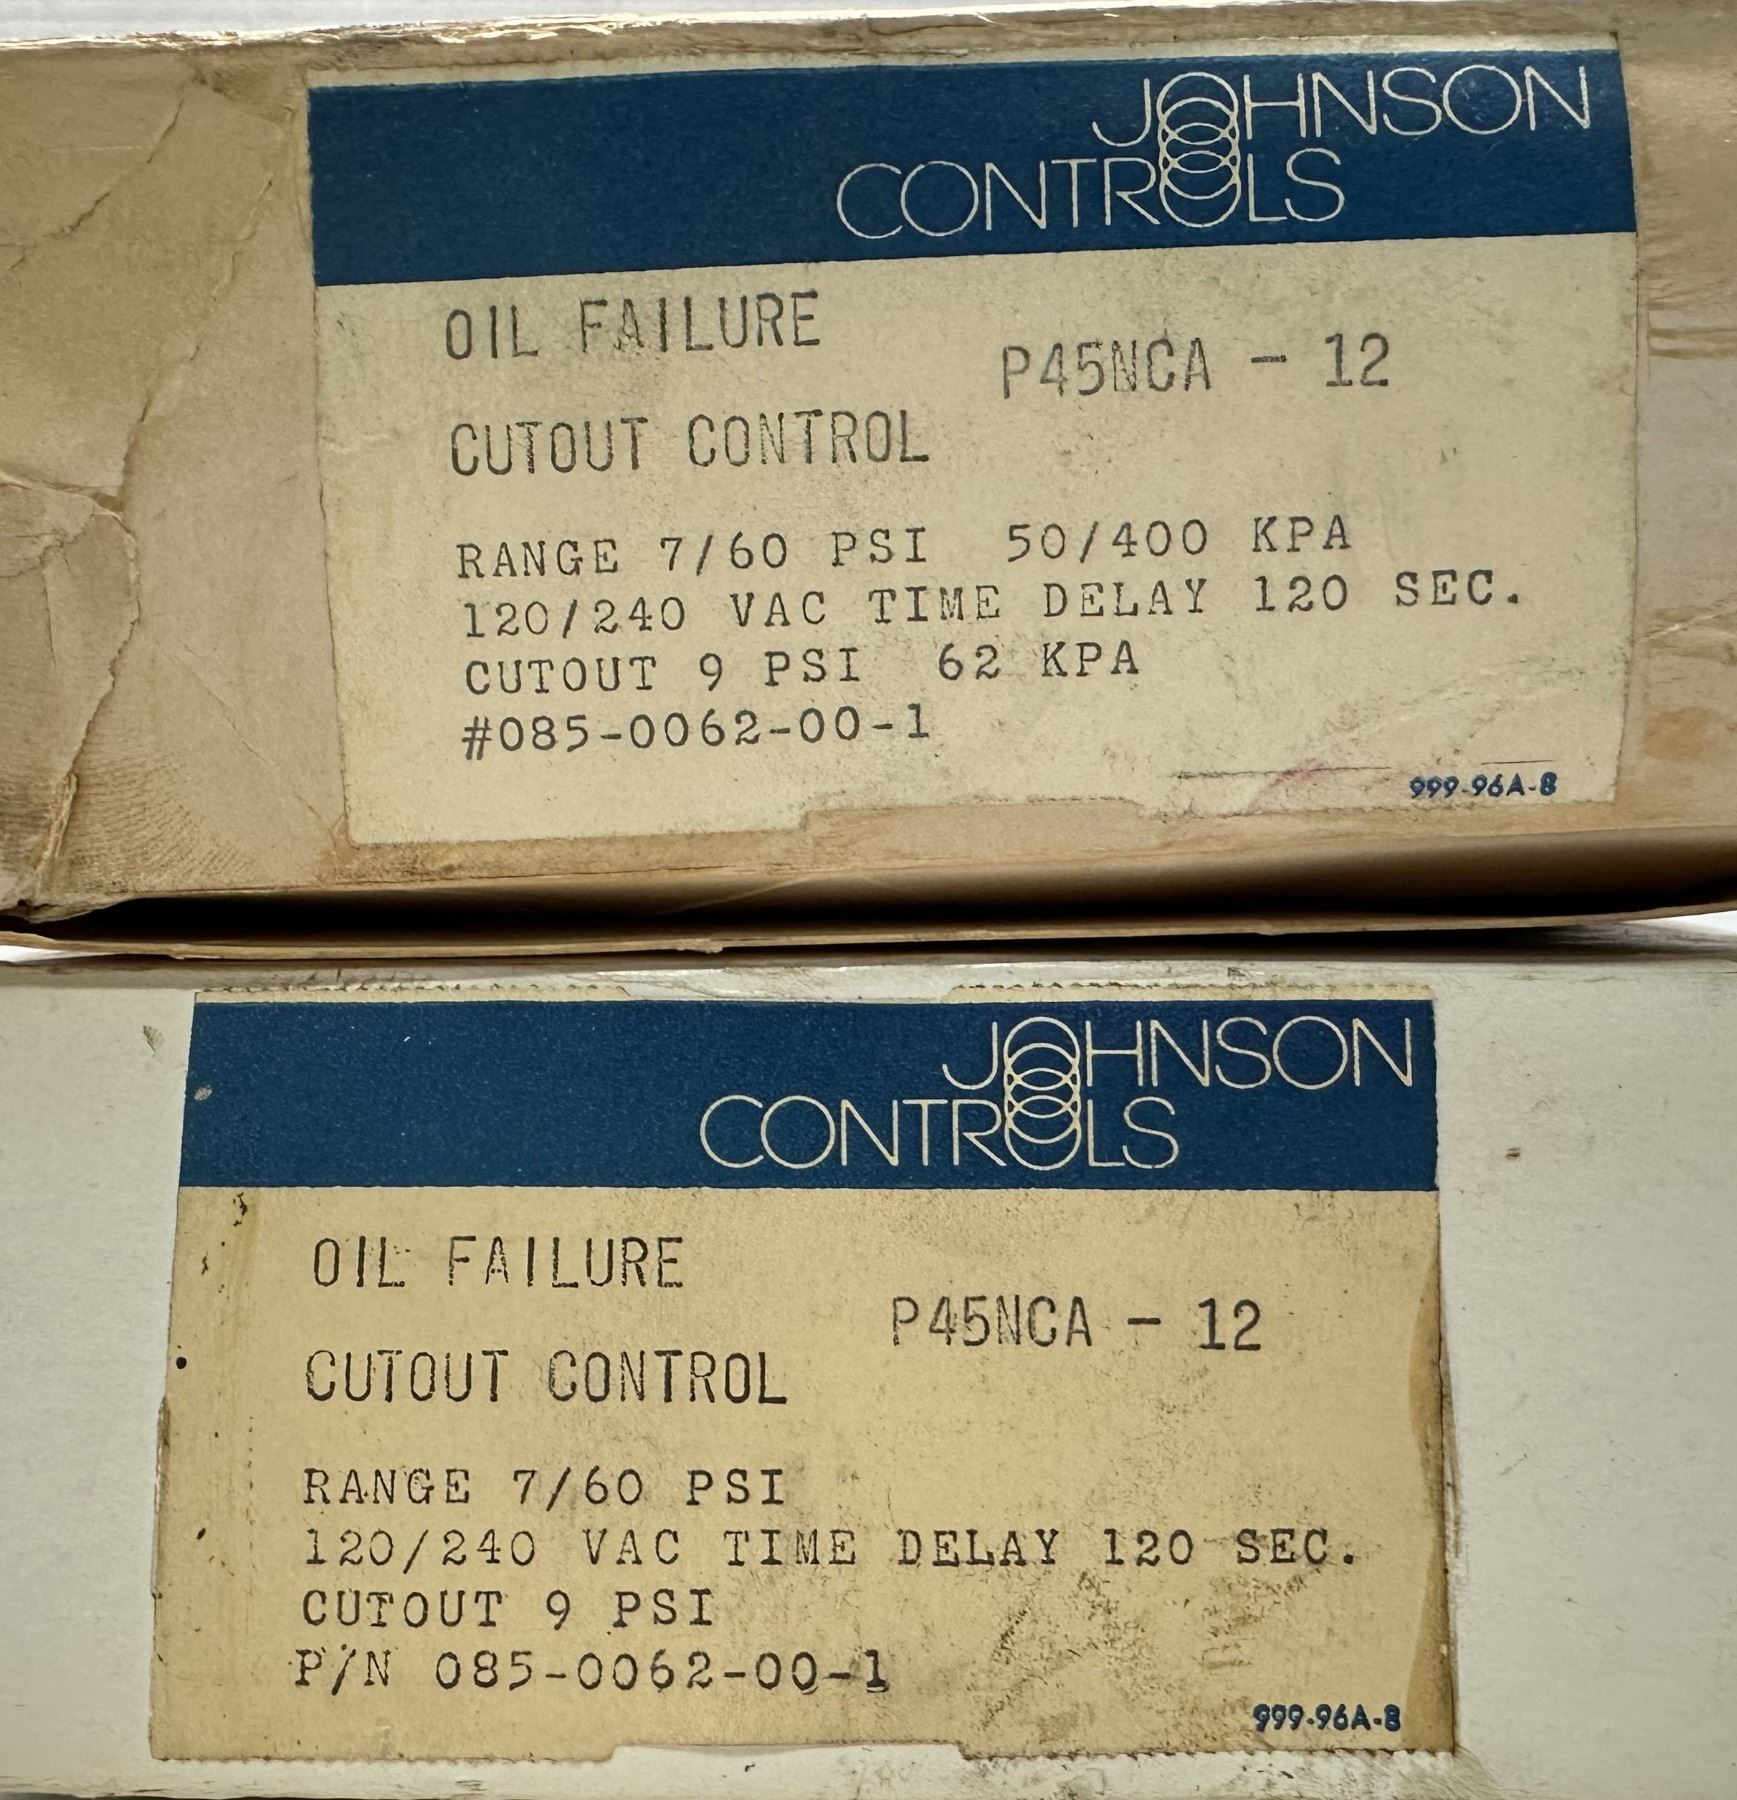 JOHNSON
CONTROLS
OIL FAILURE
P45NCA - 12
CUTOUT CONTROL
RANGE 7/60 PSI 50/400 KPA
120/240 VAC TIME DELAY 120 SEC.
CUTOUT 9 PSI 62 KPA
#085-0062-00-1
999-96A-8
JOHNSON
CONTROLS
OIL FAILURE
P45NCA - 12
CUTOUT CONTROL
RANGE 7/60 PSI
120/240 VAC TIME DELAY 120 SEC.
CUTOUT 9 PSI
P/N 085-0062-00-1
999-96A-8